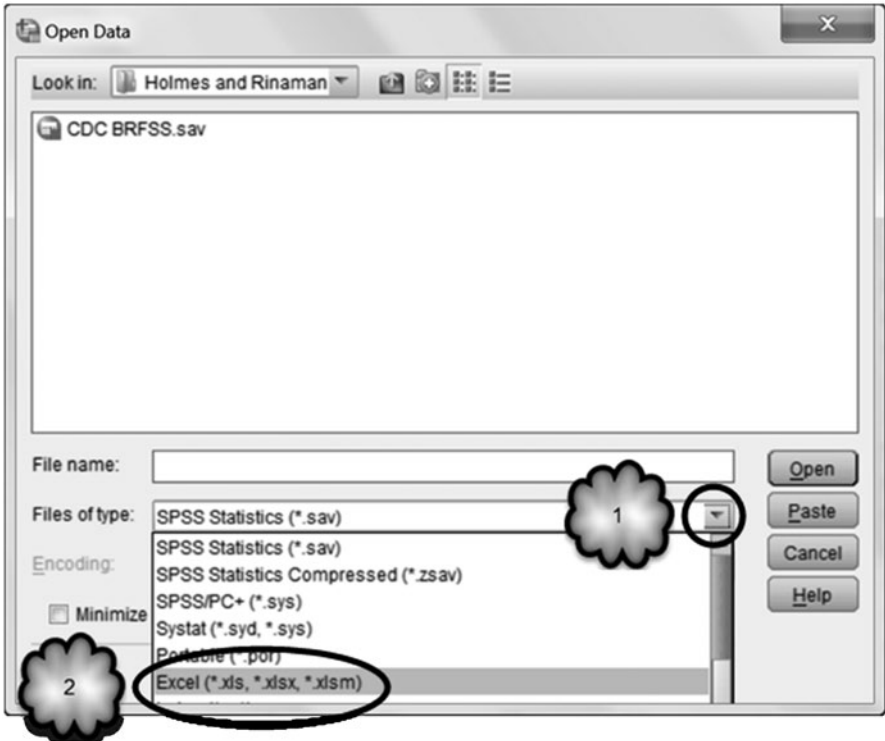 Open Data
Look in: Holmes and Rinaman
CDC BRFSS.sav
File name:
Open
Files of type: SPSS Statistics (*.sav)
1
Paste
SPSS Statistics (*.sav)
Encoding:
SPSS Statistics Compressed (*.zsav)
Cancel
SPSS/PC+ (*.sys)
Minimize
Help
Systat (*.syd, *.sys)
Portable (*.por)
2
Excel (*.xls, *.xlsx, *.xlsm)